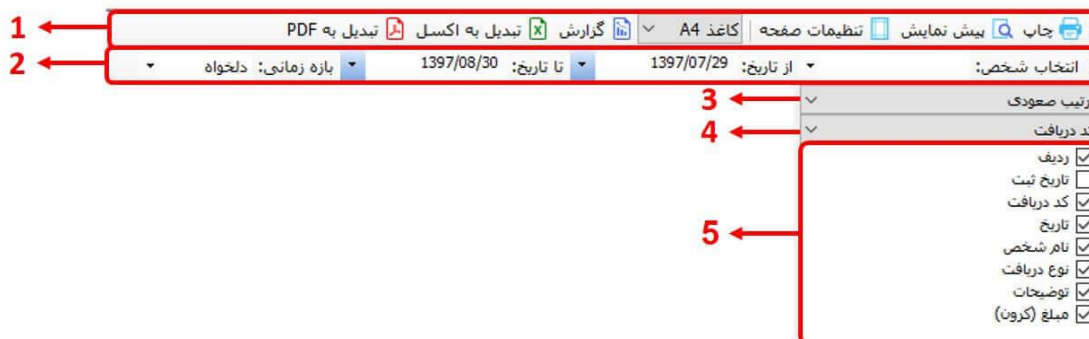 1 چاپ پیش نمایش تنظیمات صفحه کاغذ A4 گزارش تبدیل به اکسل تبدیل به PDF
2 انتخاب شخص: از تاریخ: 1397/07/29 تا تاریخ: 1397/08/30 بازه زمانی: دلخواه
3 رتیب صعودی
4 د دریافت
ردیف
تاریخ ثبت
کد دریافت
تاریخ
5 نام شخص
نوع دریافت
توضیحات
مبلغ (کرون)